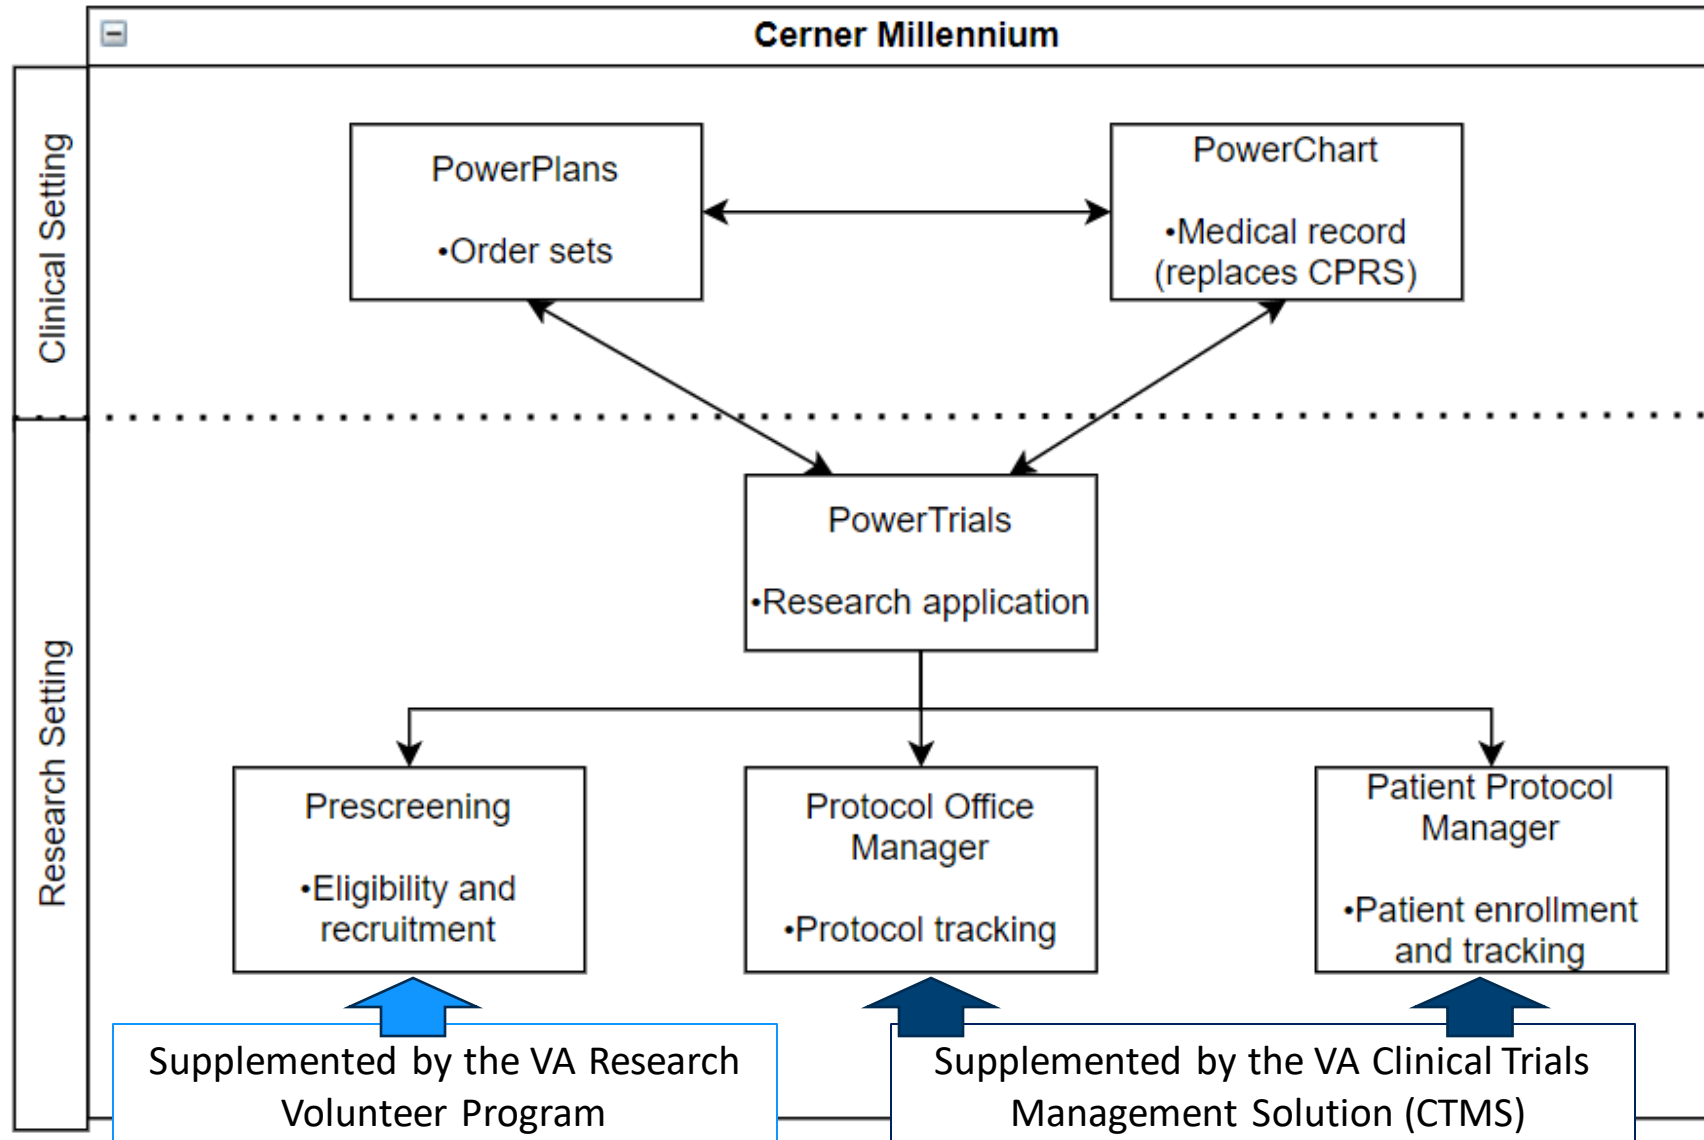 Cerner Millennium
Clinical Setting
PowerPlans
•Order sets
PowerChart
•Medical record
(replaces CPRS)
Research Setting
PowerTrials
•Research application
Prescreening
•Eligibility and
recruitment
Protocol Office
Manager
•Protocol tracking
Patient Protocol
Manager
•Patient enrollment
and tracking
Supplemented by the VA Research
Volunteer Program
Supplemented by the VA Clinical Trials
Management Solution (CTMS)